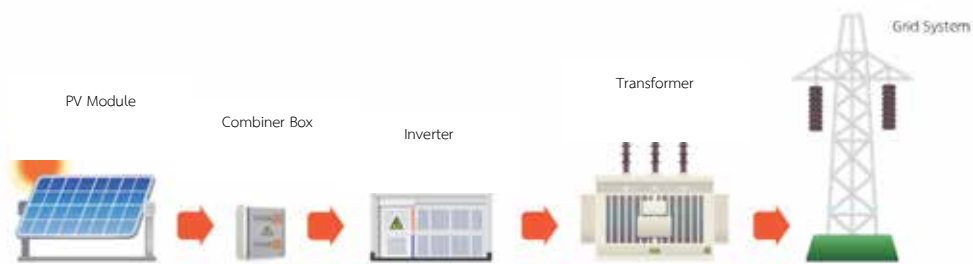 PV Module
Combiner Box
Inverter
Transformer
Grid System